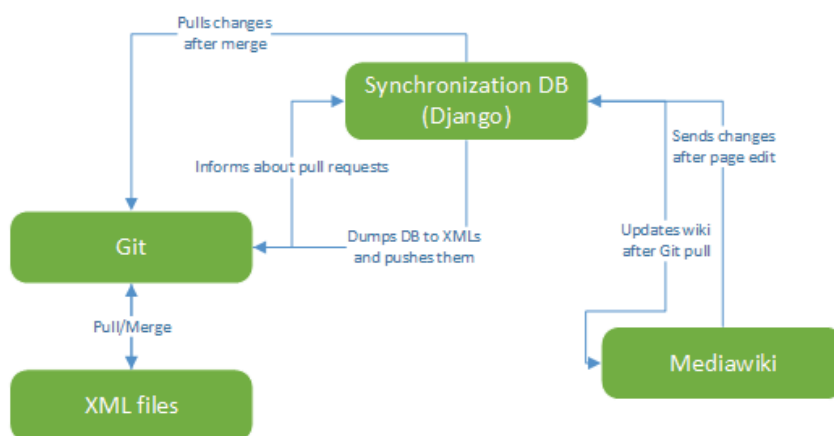 Pulls changes
after merge
Synchronization DB
(Django)
Sends changes
after page edit
Informs about pull requests
Dumps DB to XMLs
and pushes them
Updates wiki
after Git pull
Git
Pull/Merge
Mediawiki
XML files